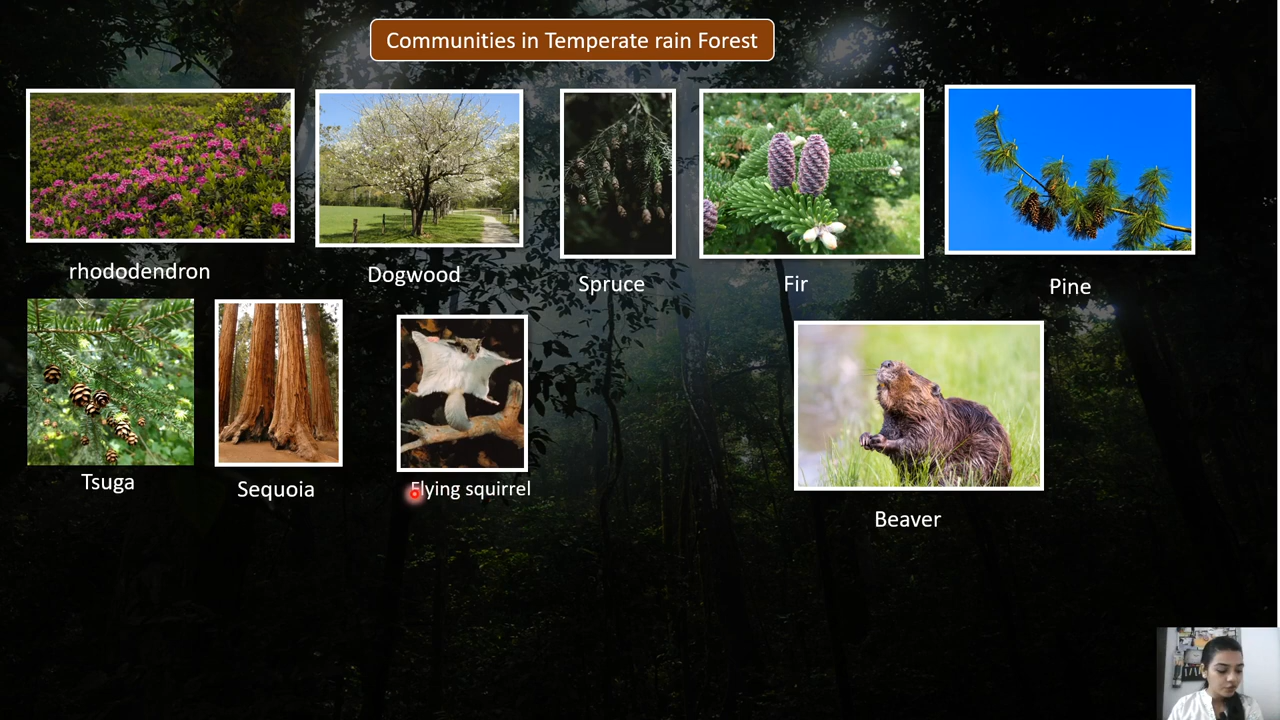 Communities in Temperate rain Forest
rhododendron
Dogwood
Spruce
Fir
Pine
Tsuga
Sequoia
Flying squirrel
Beaver